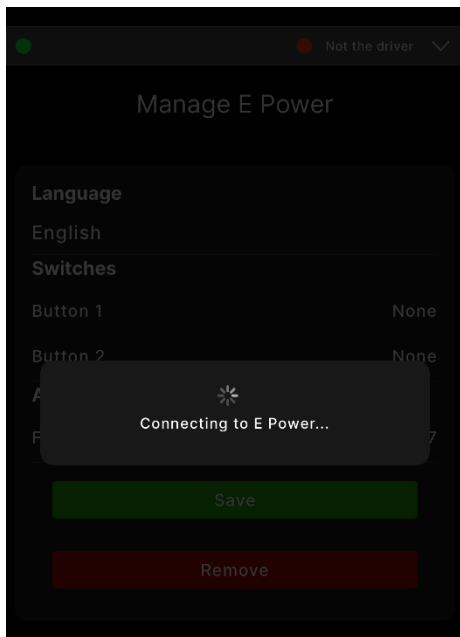 Not the driver
Manage E Power
Language
English
Switches
Button 1 None
Button 2 None
A
Connecting to E Power...
F 7
Save
Remove